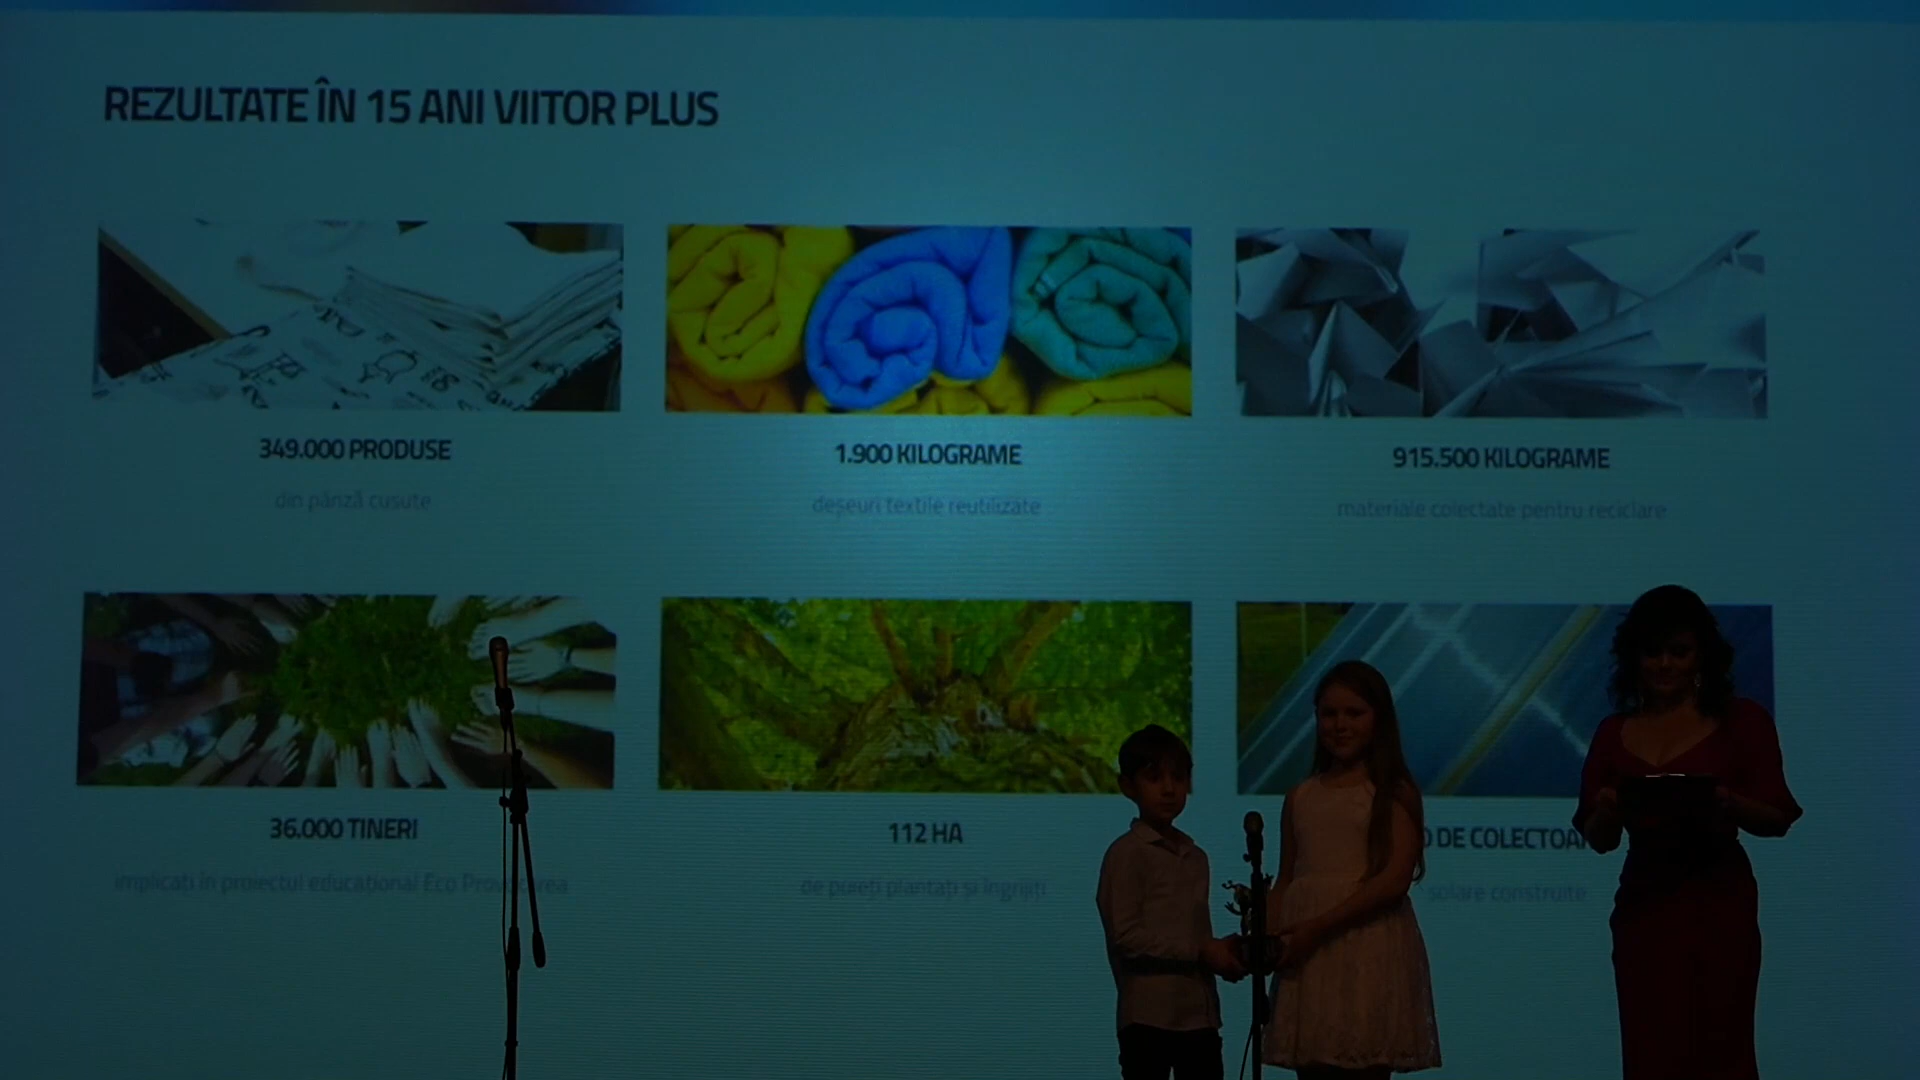 REZULTATE ÎN 15 ANI VIITOR PLUS
349.000 PRODUSE
din pânză cusute
1.900 KILOGRAME
deșeuri textile reutilizate
915.500 KILOGRAME
materiale colectate pentru reciclare
36.000 TINERI
implicați în proiectul educațional Eco
112 HA
de puieți plantați și îngrijiți
DE
solare construite